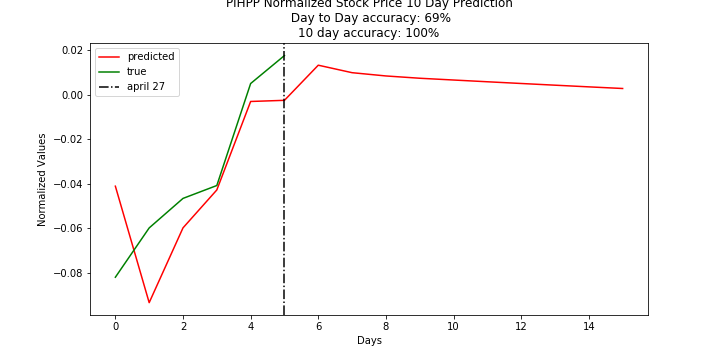 PIHPP Normalized Stock Price 10 Day Prediction
Day to Day accuracy: 69%
10 day accuracy: 100%
0.02
0.00
−0.02
−0.04
−0.06
−0.08
Normalized Values
predicted
true
april 27
0 2 4 6 8 10 12 14
Days